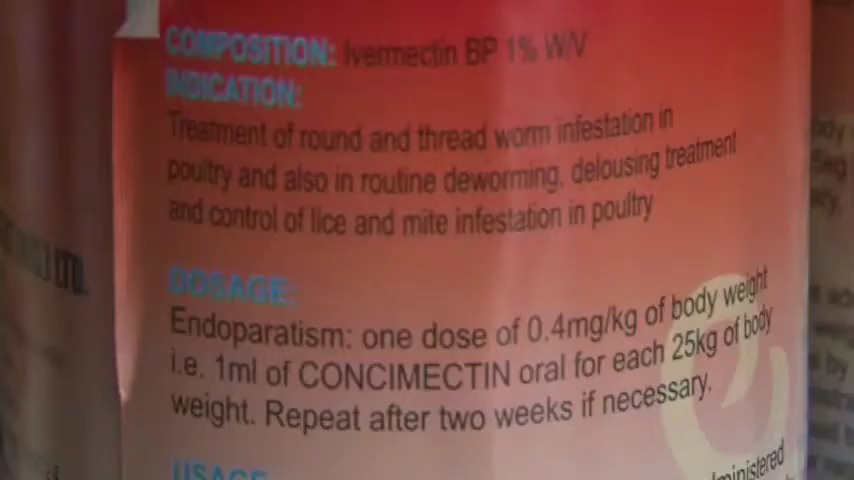 COMPOSITION: Ivermectin BP 1% W/V
INDICATION:
Treatment of round and thread worm infestation in
poultry and also in routine deworming, delousing treatment
and control of lice and mite infestation in poultry
DOSAGE:
Endoparatism: one dose of 0.4mg/kg of body weight
i.e. 1ml of CONCIMECTIN oral for each 25kg of body
weight. Repeat after two weeks if necessary.
USAGE
LTD.